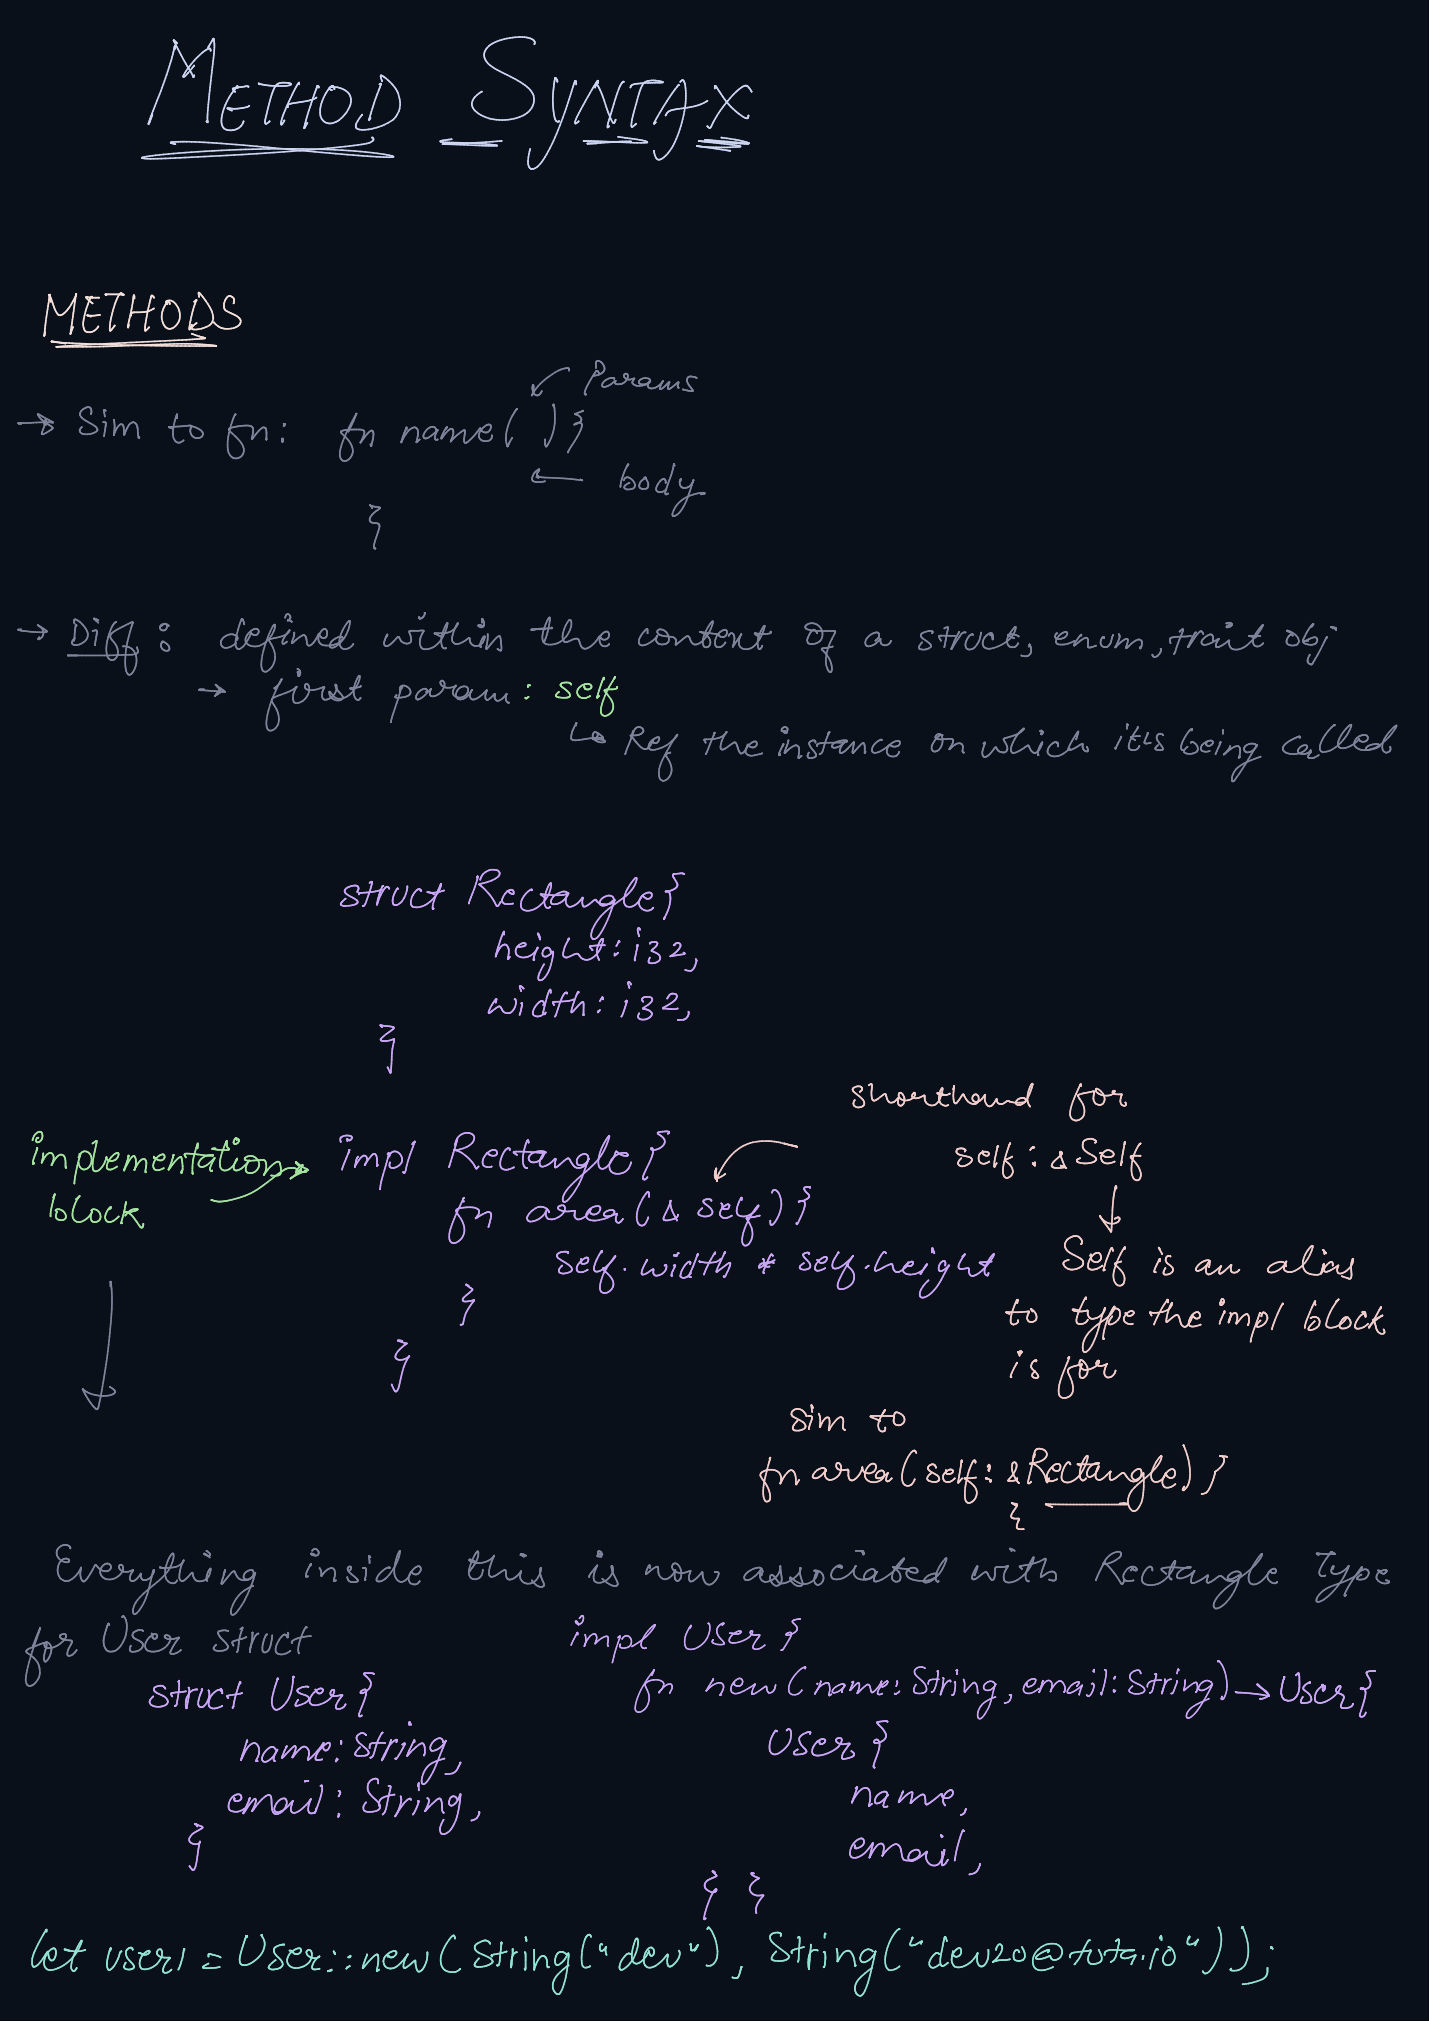 METHOD SYNTAX
METHODS
Params
→ Sim to fn: fn name( ){
← body
}
→ Diff: defined within the context of a struct, enum, trait obj
→ first param: self
↳ Ref the instance on which it's being called
struct Rectangle{
height: i32,
width: i32,
}
shorthand for
self: &Self
implementation block
impl Rectangle{
fn area(& self){
self.width * self.height
}
}
Self is an alias
to type the impl block
is for
sim to
fn area(self: &Rectangle){
}
Everything inside this is now associated with Rectangle Type
for User struct
struct User{
name: String,
email: String,
}
impl User{
fn new(name: String, email: String) → User{
User{
name,
email,
} }
let user1 = User::new(String("dev"), String("dev20@tuta.io"));